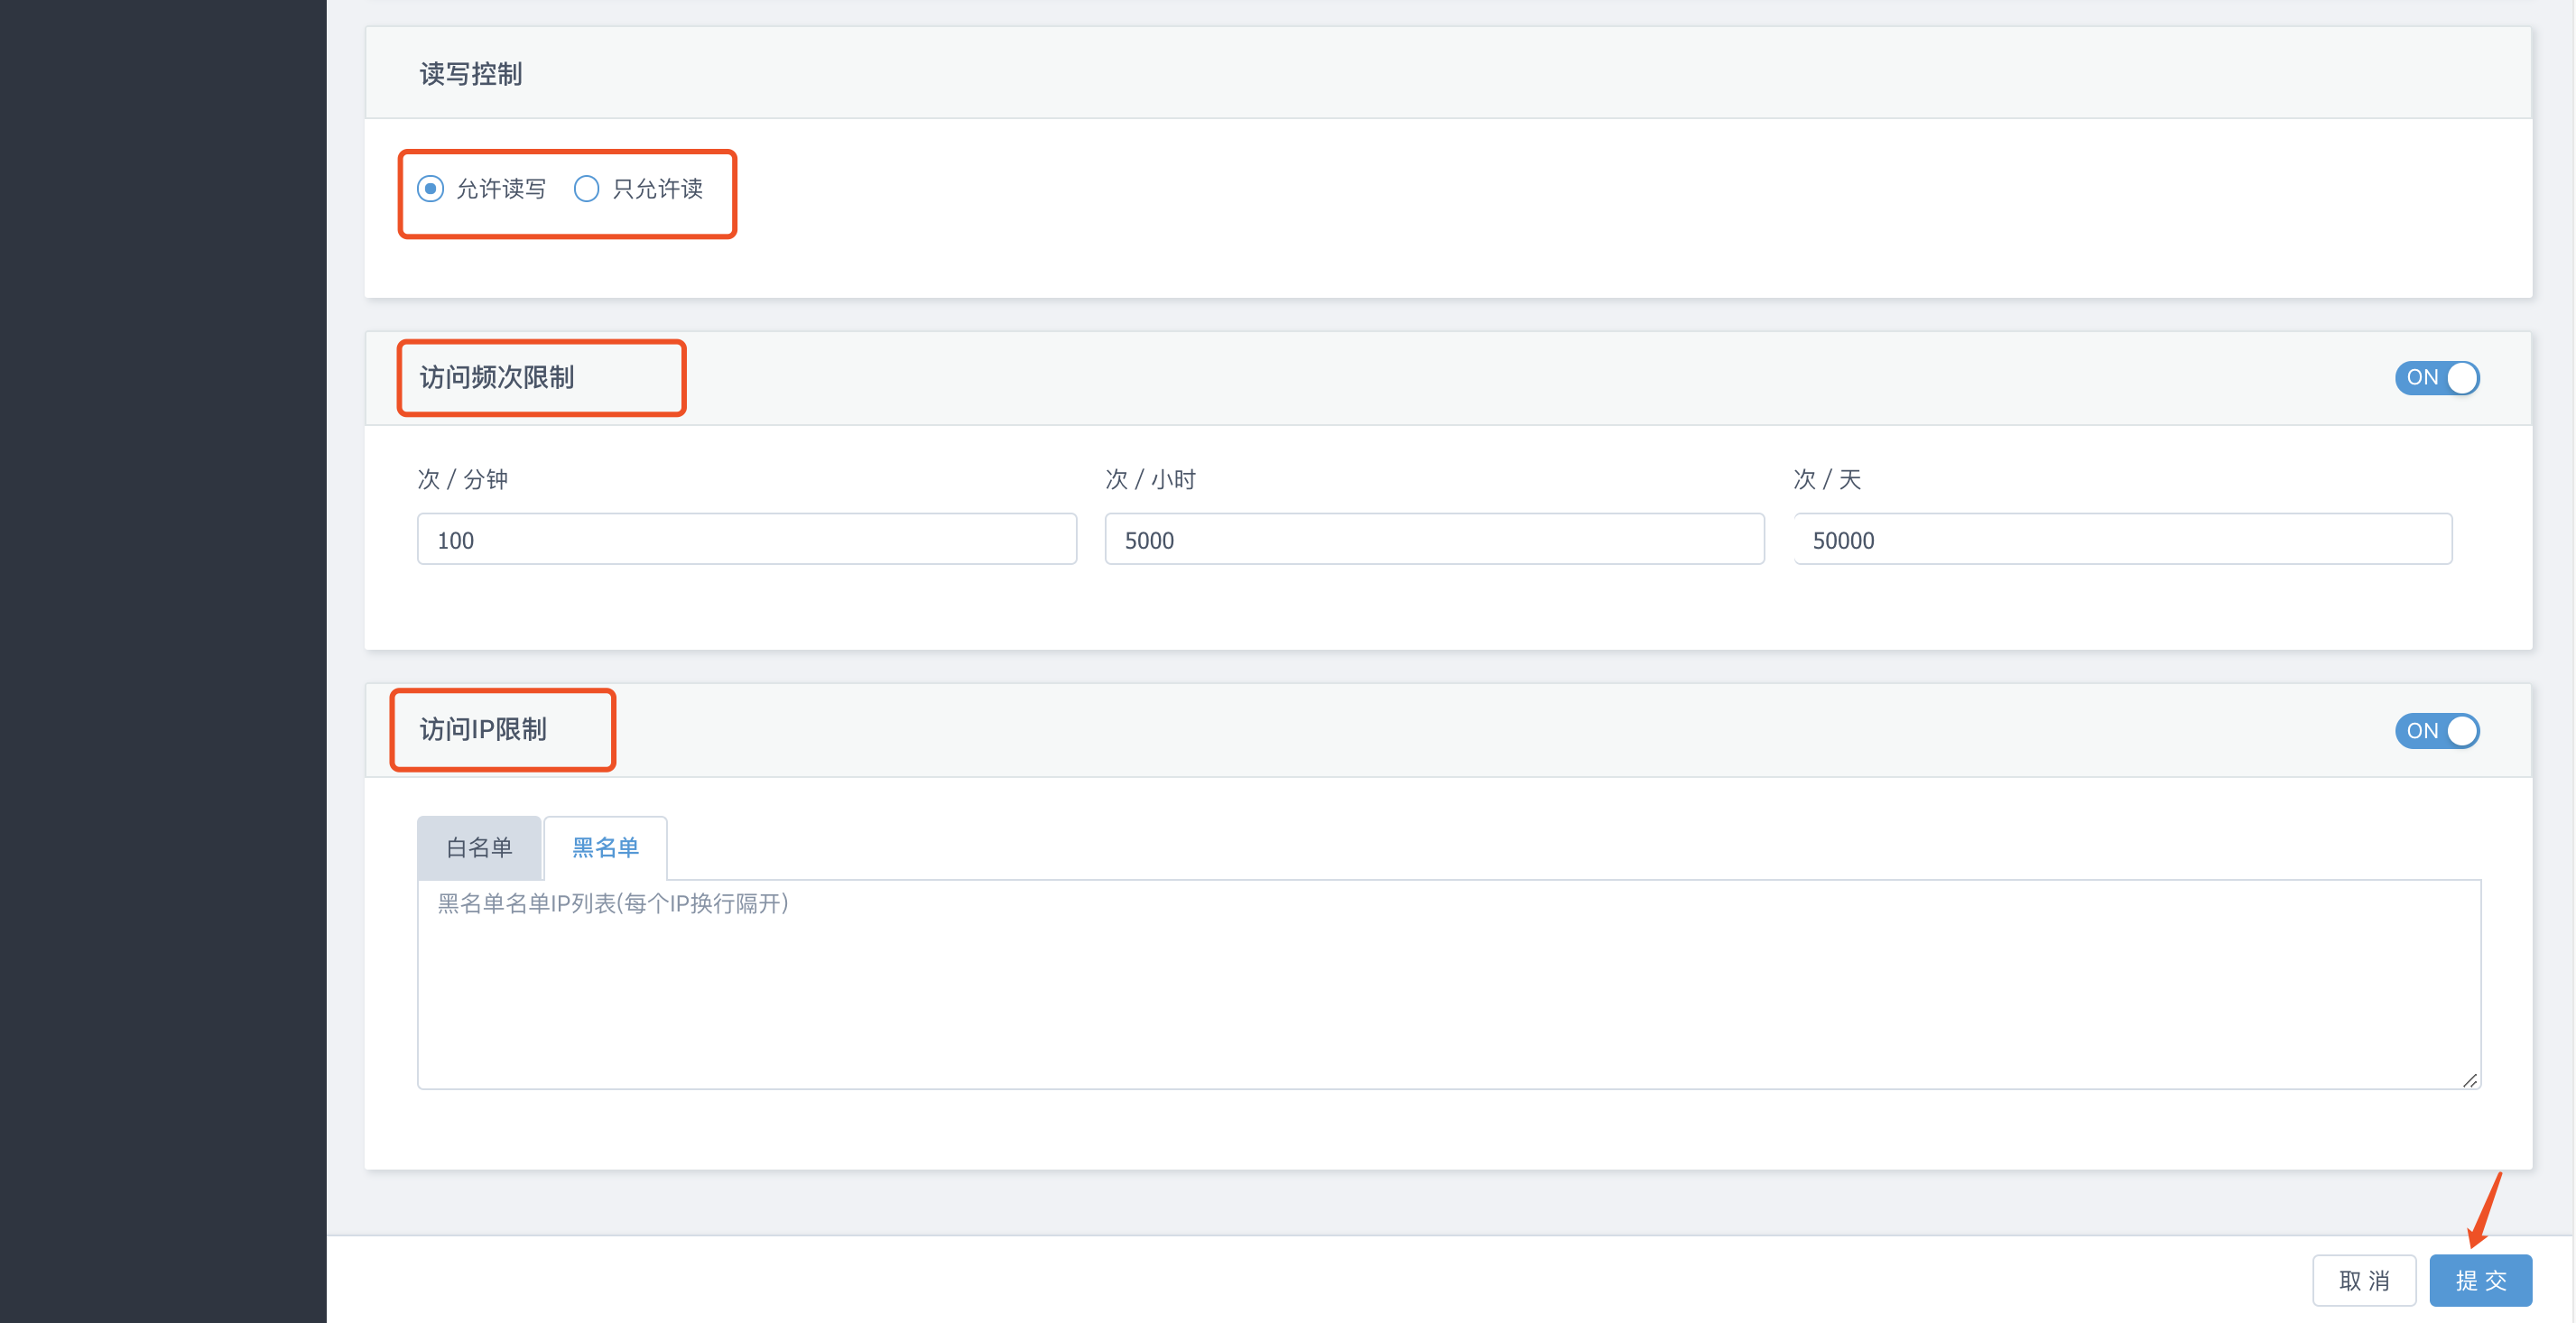 读写控制
允许读写 只允许读
访问频次限制 ON
次 / 分钟 次 / 小时 次 / 天
100 5000 50000
访问IP限制 ON
白名单 黑名单
黑名单名单IP列表(每个IP换行隔开)
取 消 提 交